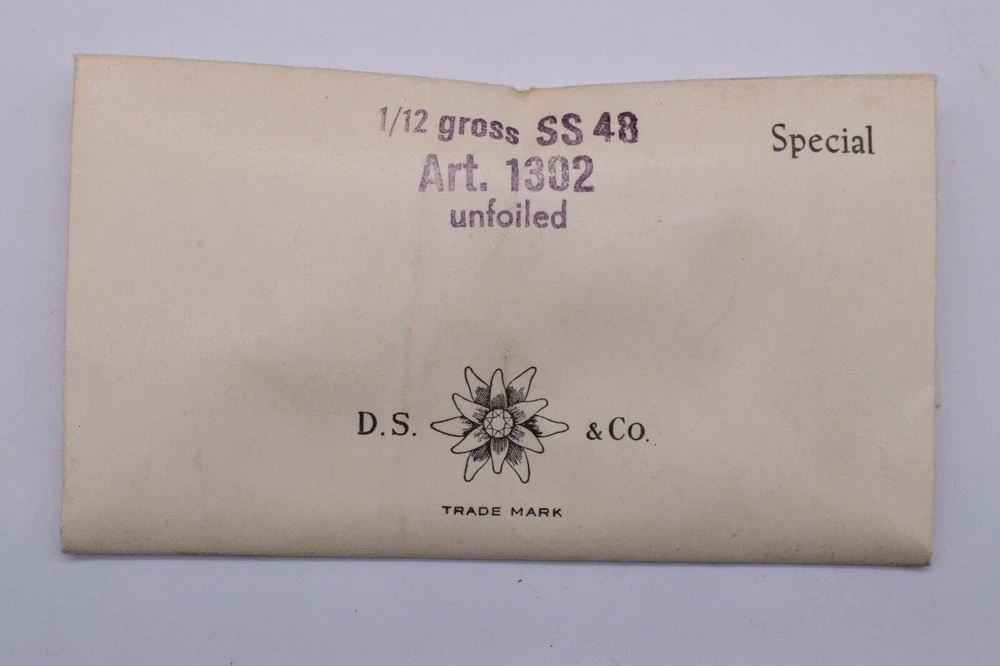 1/12 gross SS 48
Art. 1302
unfoiled
Special
D.S. & Co.
TRADE MARK